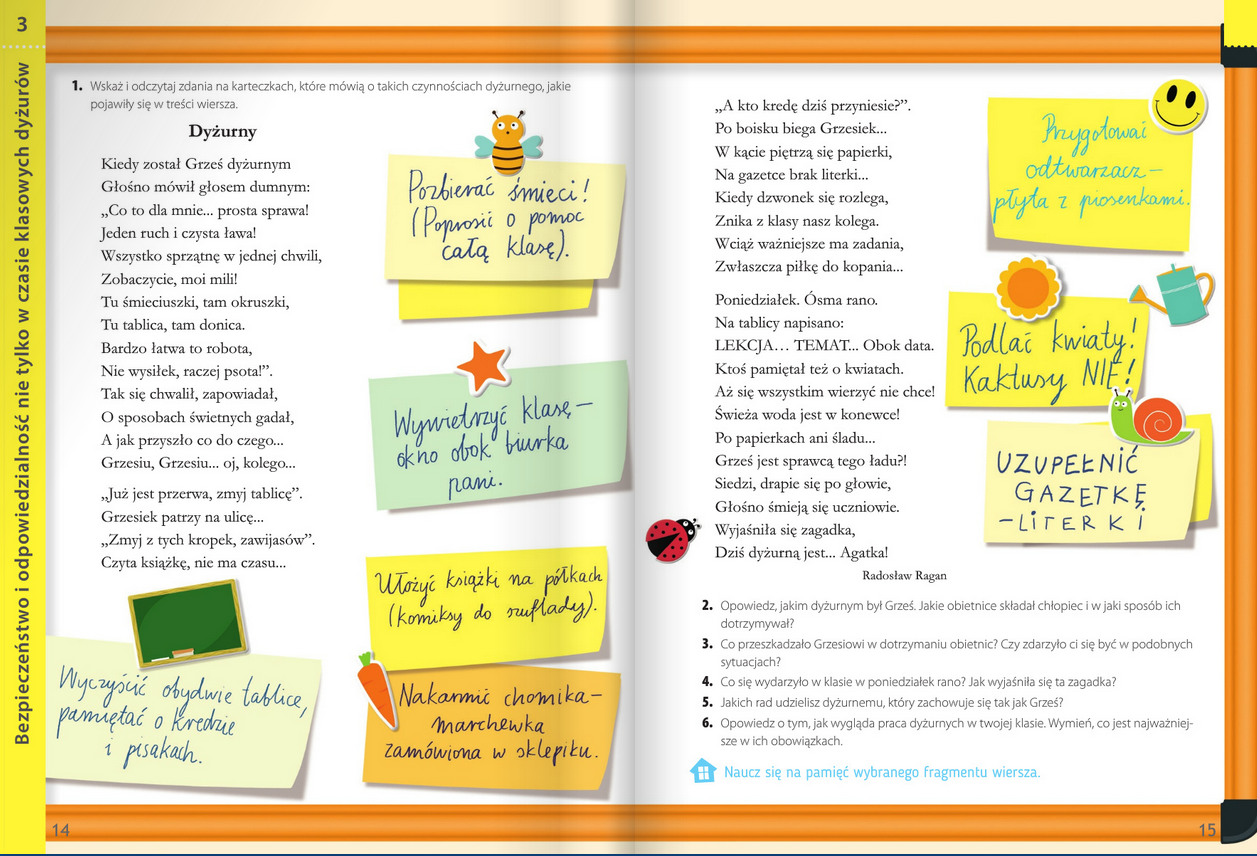 3
Bezpieczeństwo i odpowiedzialność nie tylko w czasie klasowych dyżurów
1. Wskaż i odczytaj zdania na karteczkach, które mówią o takich czynnościach dyżurnego, jakie
pojawiły się w treści wiersza.
Dyżurny
Kiedy został Grześ dyżurnym
Głośno mówił głosem dumnym:
„Co to dla mnie... prosta sprawa!
Jeden ruch i czysta ława!
Wszystko sprzątnę w jednej chwili,
Zobaczycie, moi mili!
Tu śmieciuszki, tam okruszki,
Tu tablica, tam donica.
Bardzo łatwa to robota,
Nie wysiłek, raczej psota!”.
Tak się chwalił, zapowiadał,
O sposobach świetnych gadał,
A jak przyszło co do czego...
Grzesiu, Grzesiu... oj, kolego...
„Już jest przerwa, zmyj tablicę”.
Grzesiek patrzy na ulicę...
„Zmyj z tych kropek, zawijasów”.
Czyta książkę, nie ma czasu...
Pozbierać śmieci!
(Poprosić o pomoc
całą klasę).
Wywietrzyć klasę –
okno obok biurka
pani.
Ułożyć książki na półkach
(komiksy do szuflady).
Wyczyścić obydwie tablice,
pamiętać o kredzie
i pisakach.
Nakarmić chomika –
marchewka
zamówiona w sklepiku.
14
„A kto kredę dziś przyniesie?”.
Po boisku biega Grzesiek...
W kącie piętrzą się papierki,
Na gazetce brak literki...
Kiedy dzwonek się rozlega,
Znika z klasy nasz kolega.
Wciąż ważniejsze ma zadania,
Zwłaszcza piłkę do kopania...
Poniedziałek. Ósma rano.
Na tablicy napisano:
LEKCJA… TEMAT... Obok data.
Ktoś pamiętał też o kwiatach.
Aż się wszystkim wierzyć nie chce!
Świeża woda jest w konewce!
Po papierkach ani śladu...
Grześ jest sprawcą tego ładu?!
Siedzi, drapie się po głowie,
Głośno śmieją się uczniowie.
Wyjaśniła się zagadka,
Dziś dyżurną jest... Agatka!
Radosław Ragan
Przygotować
odtwarzacz –
płyta z piosenkami.
Podlać kwiaty!
Kaktusy NIE!
UZUPEŁNIĆ
GAZETKĘ
– LITERKI
2. Opowiedz, jakim dyżurnym był Grześ. Jakie obietnice składał chłopiec i w jaki sposób ich
dotrzymywał?
3. Co przeszkadzało Grzesiowi w dotrzymaniu obietnic? Czy zdarzyło ci się być w podobnych
sytuacjach?
4. Co się wydarzyło w klasie w poniedziałek rano? Jak wyjaśniła się ta zagadka?
5. Jakich rad udzielisz dyżurnemu, który zachowuje się tak jak Grześ?
6. Opowiedz o tym, jak wygląda praca dyżurnych w twojej klasie. Wymień, co jest najważniej-
sze w ich obowiązkach.
Naucz się na pamięć wybranego fragmentu wiersza.
15